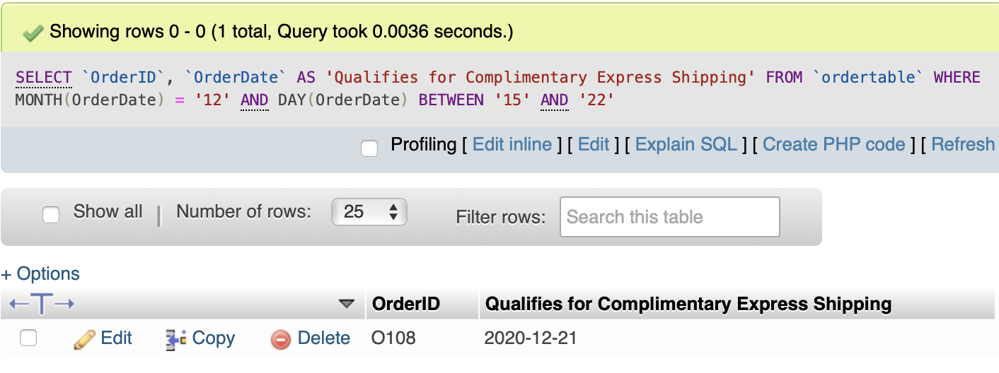 Showing rows 0 - 0 (1 total, Query took 0.0036 seconds.)
SELECT `OrderID`, `OrderDate` AS 'Qualifies for Complimentary Express Shipping' FROM `ordertable` WHERE
MONTH(OrderDate) = '12' AND DAY(OrderDate) BETWEEN '15' AND '22'
Profiling [ Edit inline ] [ Edit ] [ Explain SQL ] [ Create PHP code ] [ Refresh
Show all | Number of rows: 25 Filter rows: Search this table
+ Options
←T→ OrderID Qualifies for Complimentary Express Shipping
Edit Copy Delete O108 2020-12-21